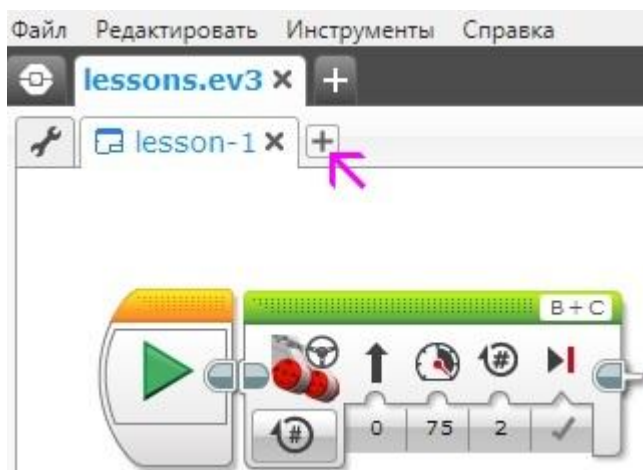 Файл Редактировать Инструменты Справка
lessons.ev3
lesson-1
B+C
#
# 0 75 2